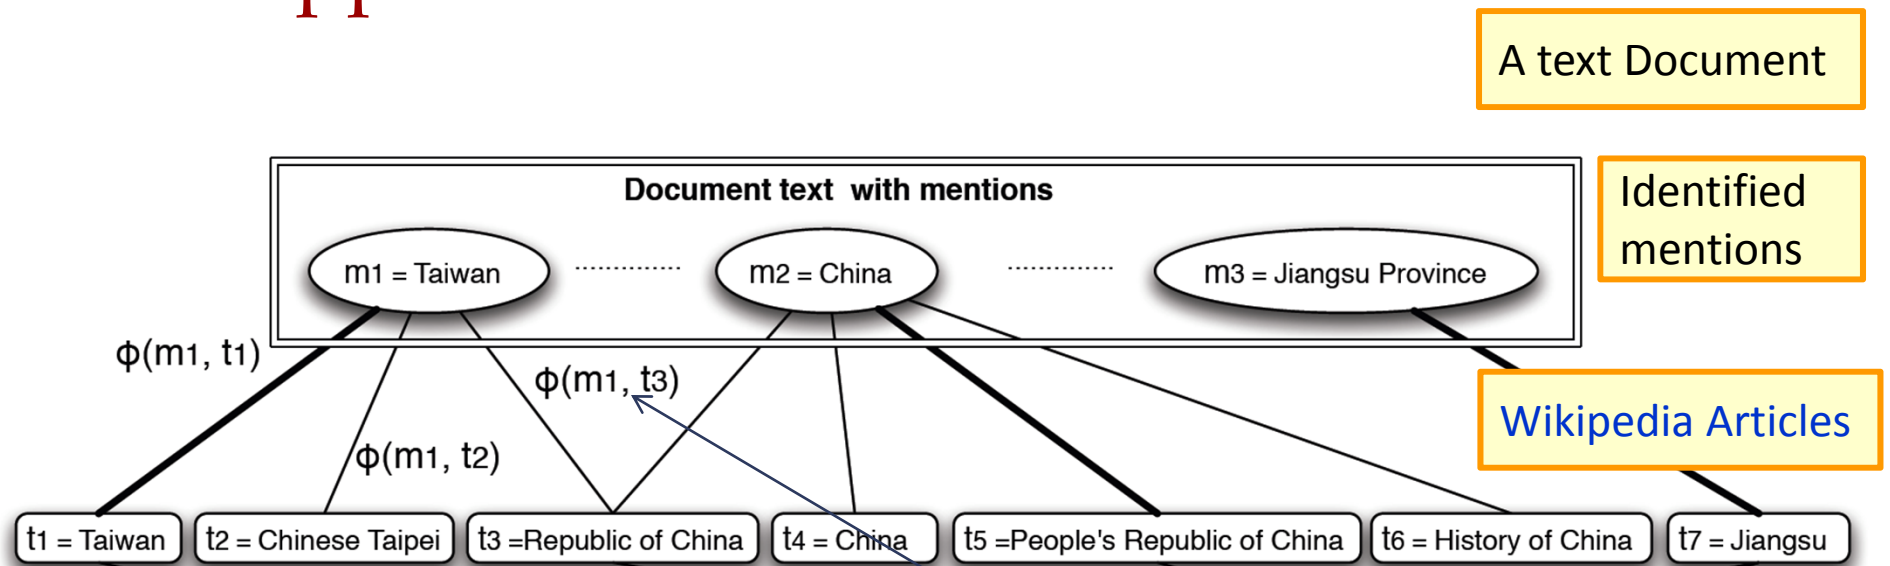 A text Document
Document text with mentions
Identified
mentions
m1 = Taiwan
m2 = China
m3 = Jiangsu Province
ϕ(m1, t1)
ϕ(m1, t3)
Wikipedia Articles
ϕ(m1, t2)
t1 = Taiwan
t2 = Chinese Taipei
t3 =Republic of China
t4 = China
t5 =People's Republic of China
t6 = History of China
t7 = Jiangsu